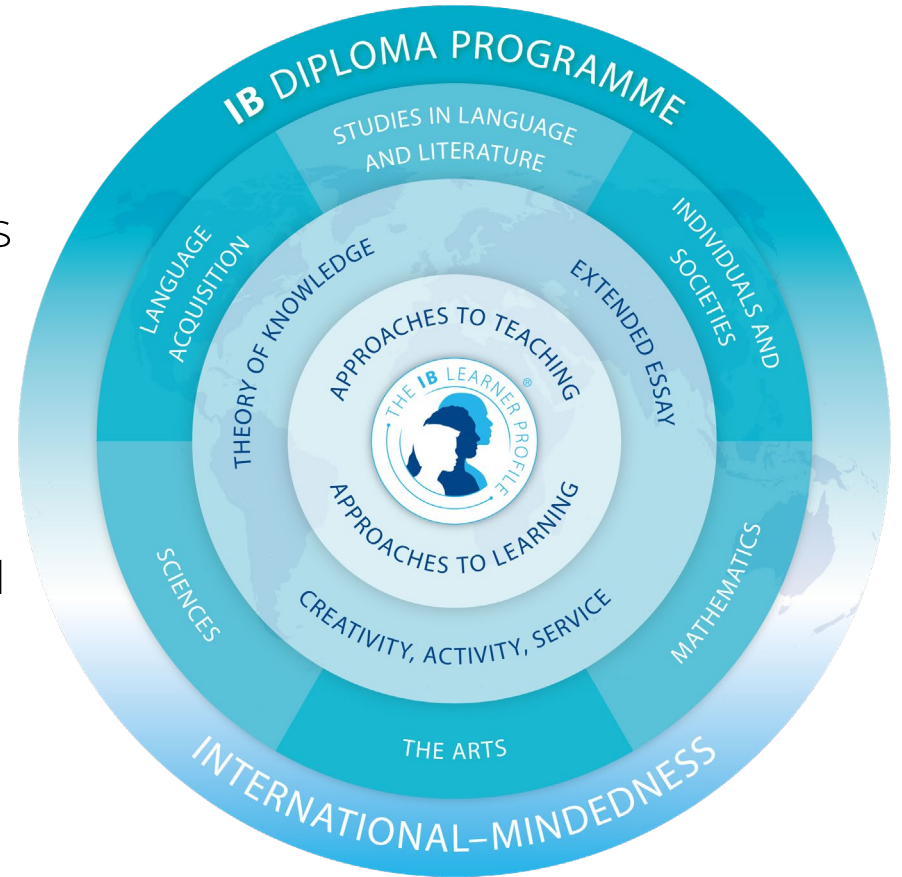 IB DIPLOMA PROGRAMME
STUDIES IN LANGUAGE
AND LITERATURE
LANGUAGE
ACQUISITION
INDIVIDUALS AND
SOCIETIES
THEORY OF KNOWLEDGE
EXTENDED ESSAY
APPROACHES TO TEACHING
THE IB LEARNER PROFILE ®
APPROACHES TO LEARNING
SCIENCES
MATHEMATICS
CREATIVITY, ACTIVITY, SERVICE
THE ARTS
INTERNATIONAL–MINDEDNESS